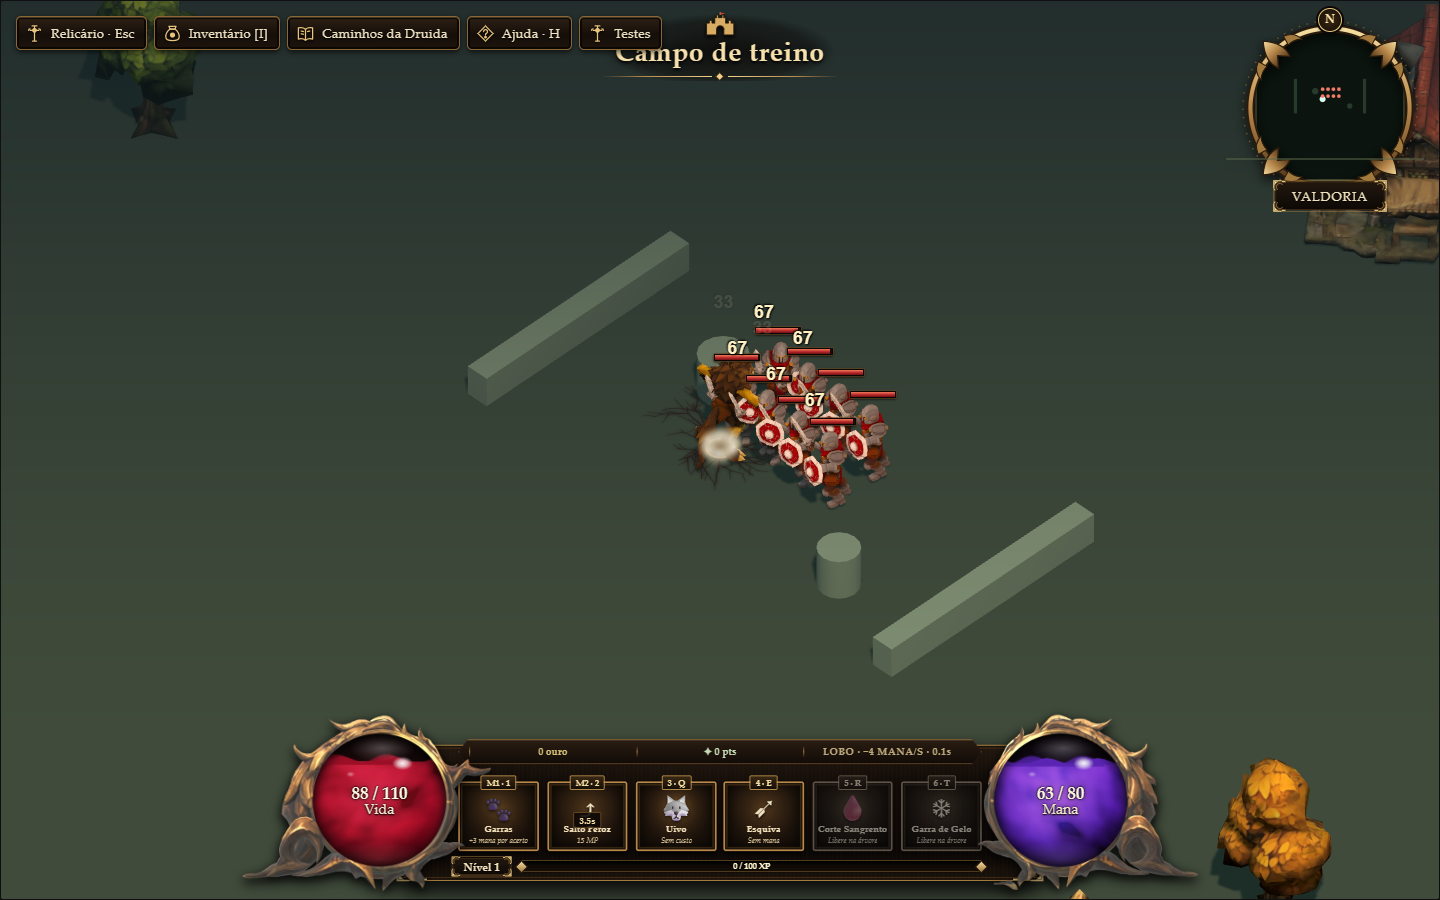 Relicário · Esc
Inventário [I]
Caminhos da Druida
Ajuda · H
Testes
Campo de treino
N
VALDORIA
33
67
67
67
67
67
0 ouro
0 pts
LOBO · −4 MANA/S · 0.1s
88 / 110
Vida
63 / 80
Mana
M1 · 1
Garras
+3 mana por acerto
M2 · 2
3.5s
Salto Feroz
15 MP
3 · Q
Uivo
Sem custo
4 · E
Esquiva
Sem mana
5 · R
Corte Sangrento
Libere na árvore
6 · T
Garra de Gelo
Libere na árvore
Nível 1
0 / 100 XP